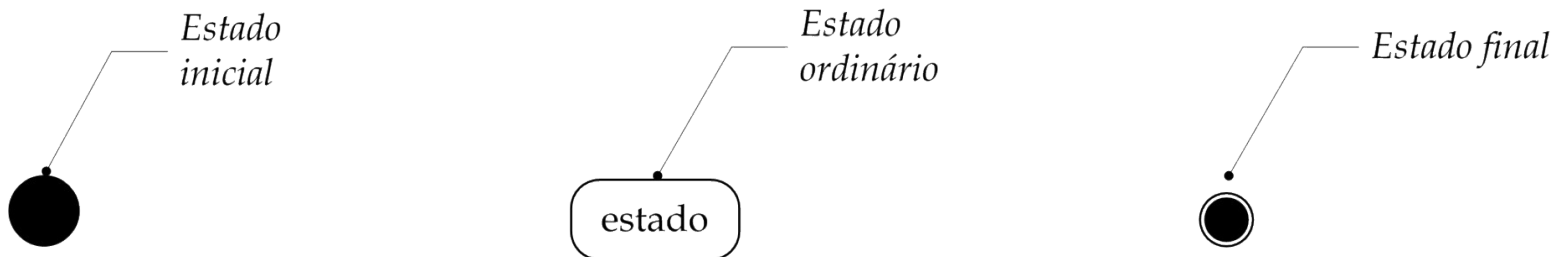 Estado
inicial
Estado
ordinário
Estado final
estado